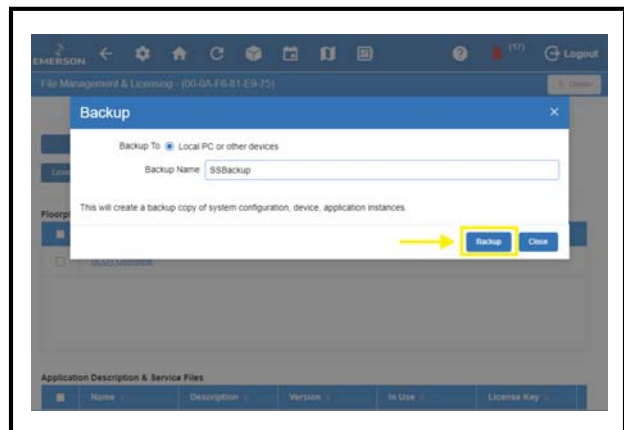 EMERSON
(17)
Logout
File Management & Licensing - (00-0A-F6-81-E9-75)
Delete
Backup
×
Backup To Local PC or other devices
Backup Name SSBackup
This will create a backup copy of system configuration, device, application instances
Backup Close
Floorpl
Application Description & Service Files
Name Description Version In Use License Key